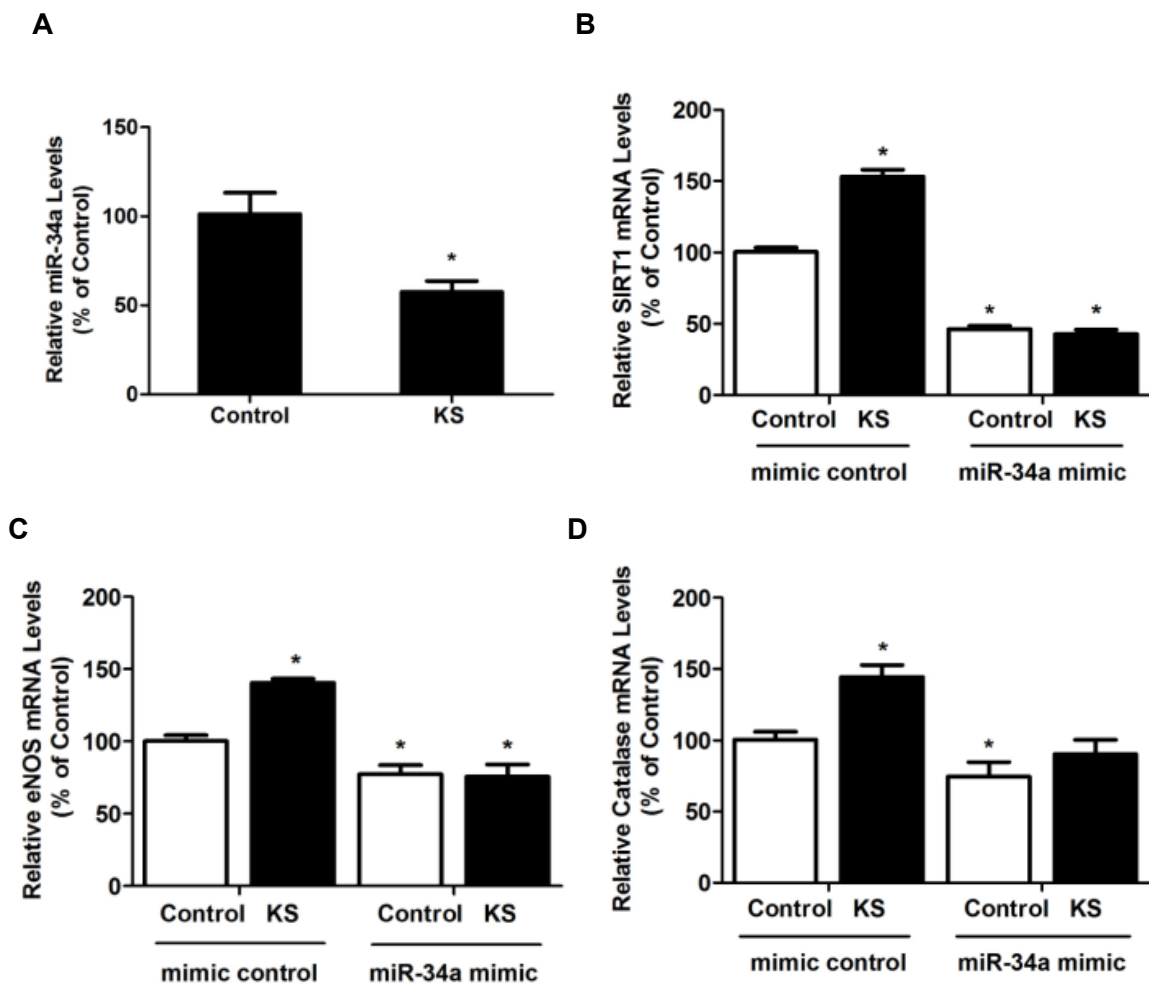 A
Relative miR-34a Levels
(% of Control)
150
100
50
0
*
Control KS
B
Relative SIRT1 mRNA Levels
(% of Control)
200
150
100
50
0
*
* *
Control KS Control KS
mimic control miR-34a mimic
C
Relative eNOS mRNA Levels
(% of Control)
200
150
100
50
0
*
* *
Control KS Control KS
mimic control miR-34a mimic
D
Relative Catalase mRNA Levels
(% of Control)
200
150
100
50
0
*
*
Control KS Control KS
mimic control miR-34a mimic